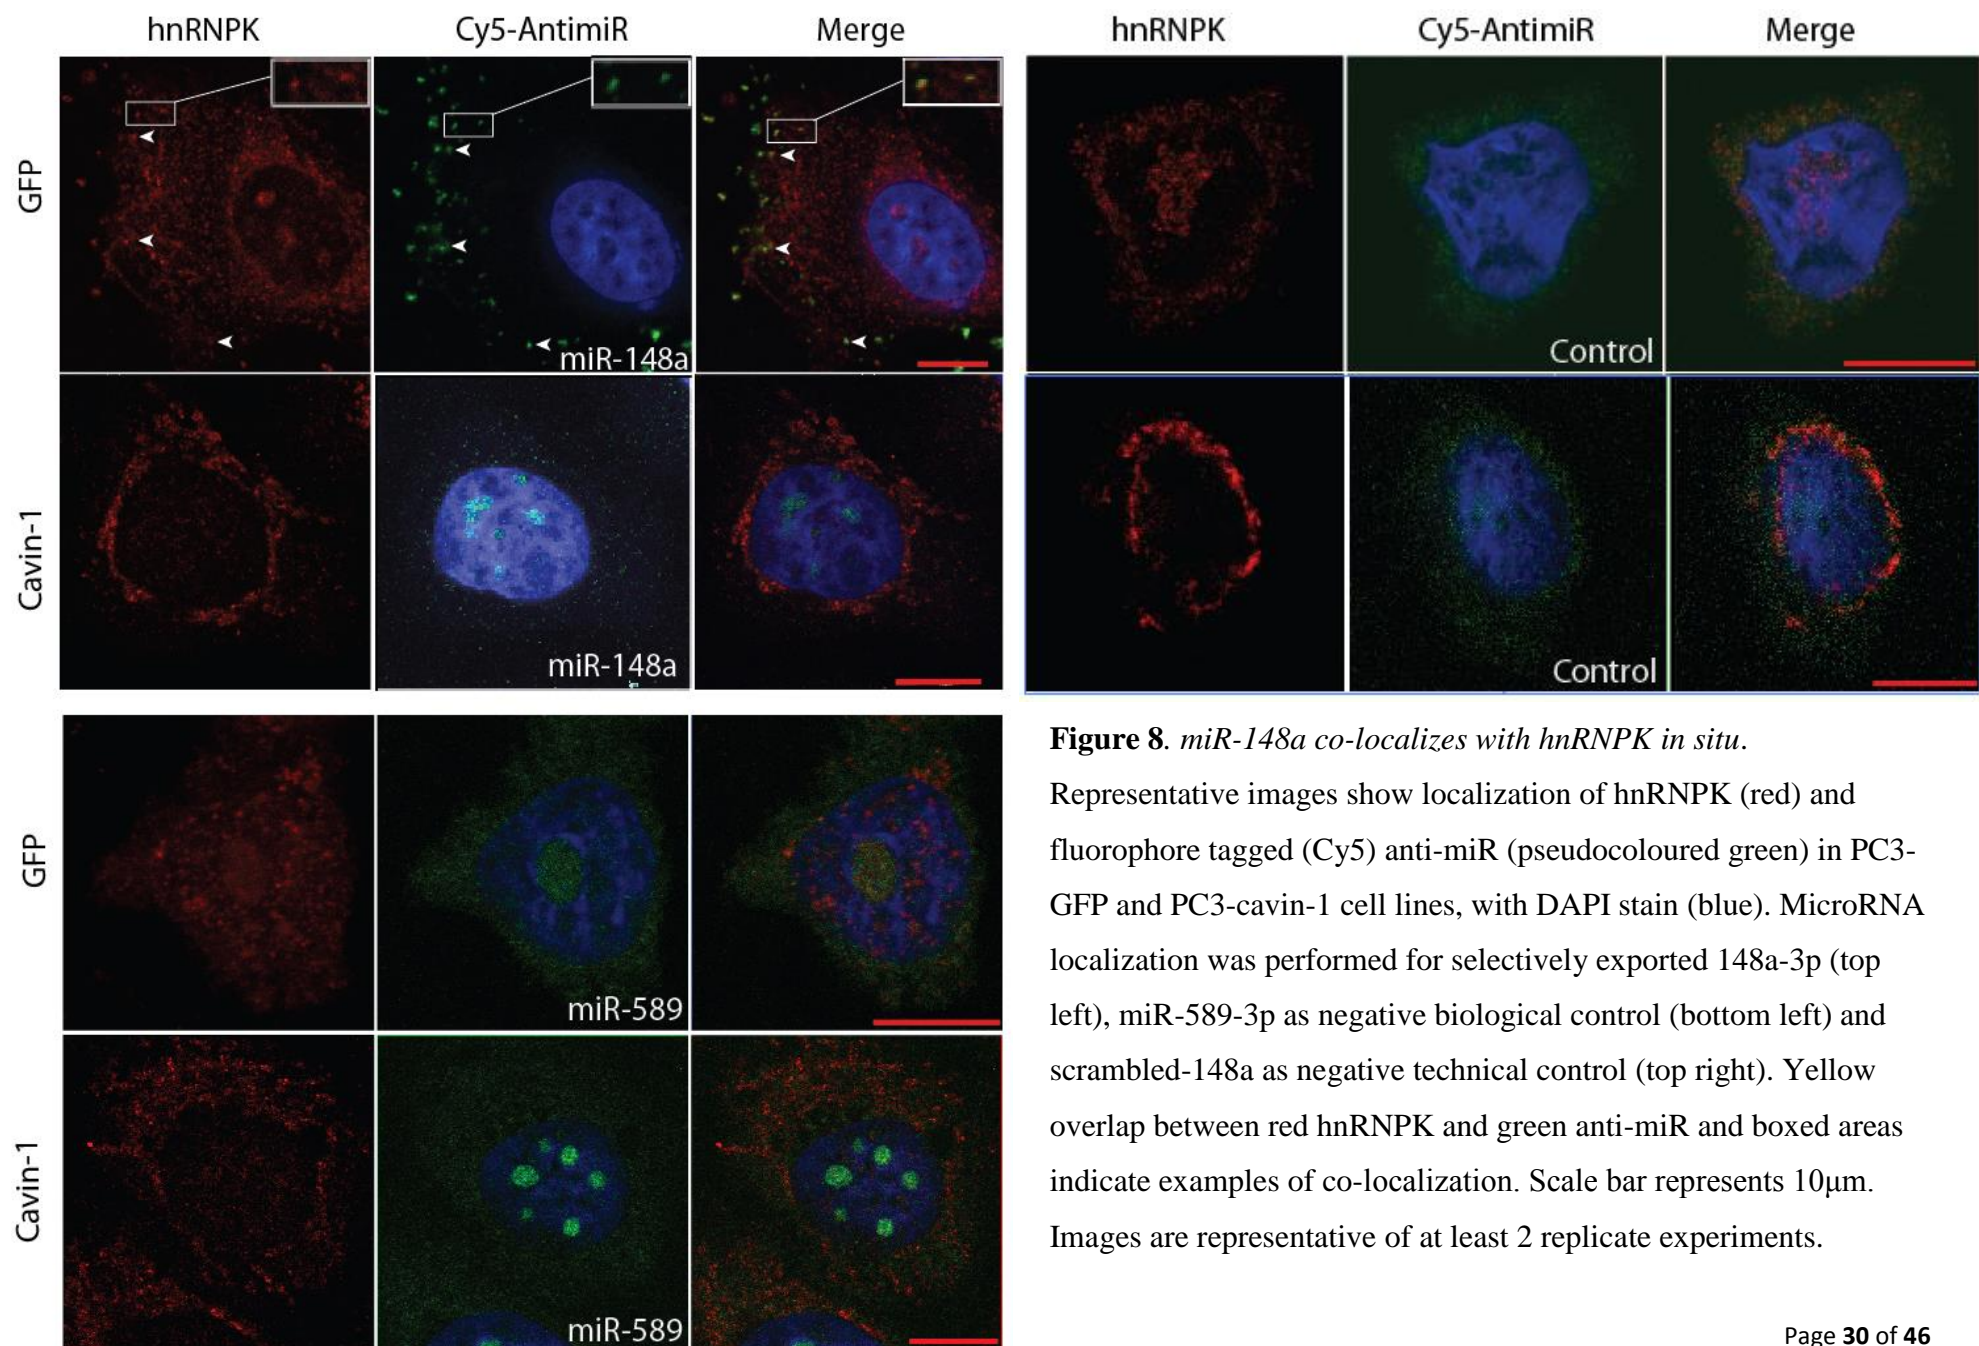 hnRNPK Cy5-AntimiR Merge
hnRNPK Cy5-AntimiR Merge
GFP
miR-148a
Control
Cavin-1
miR-148a
Control
GFP
miR-589
Cavin-1
miR-589
Figure 8. miR-148a co-localizes with hnRNPK in situ.
Representative images show localization of hnRNPK (red) and
fluorophore tagged (Cy5) anti-miR (pseudocoloured green) in PC3-
GFP and PC3-cavin-1 cell lines, with DAPI stain (blue). MicroRNA
localization was performed for selectively exported 148a-3p (top
left), miR-589-3p as negative biological control (bottom left) and
scrambled-148a as negative technical control (top right). Yellow
overlap between red hnRNPK and green anti-miR and boxed areas
indicate examples of co-localization. Scale bar represents 10μm.
Images are representative of at least 2 replicate experiments.
Page 30 of 46